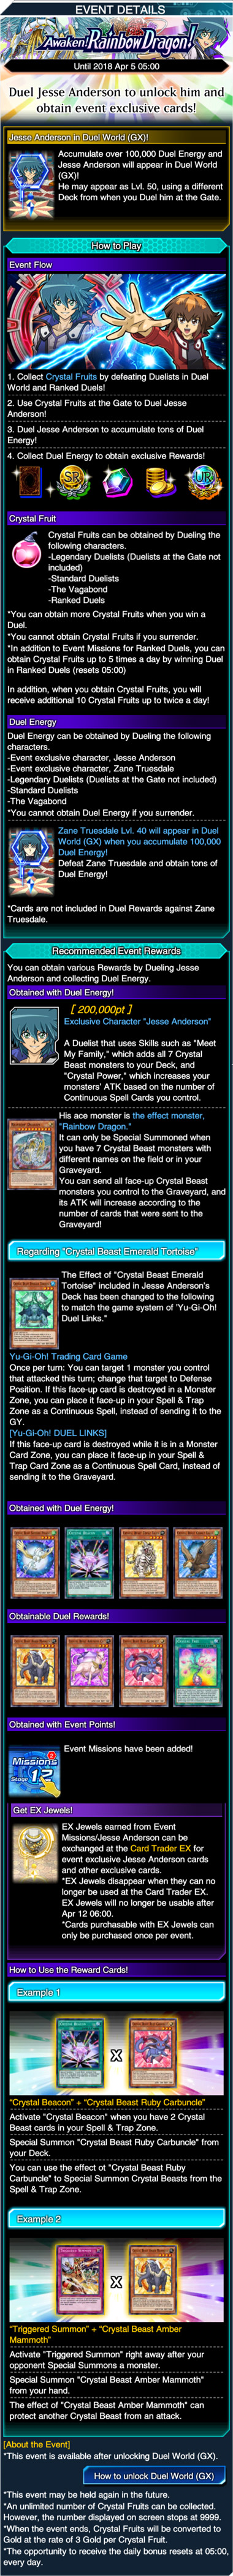 EVENT DETAILS
Awaken! Rainbow Dragon!
Until 2018 Apr 5 05:00
Duel Jesse Anderson to unlock him and
obtain event exclusive cards!
Jesse Anderson in Duel World (GX)!
Accumulate over 100,000 Duel Energy and
Jesse Anderson will appear in Duel World
(GX)!
He may appear as Lvl. 50, using a different
Deck from when you Duel him at the Gate.
How to Play
Event Flow
1. Collect Crystal Fruits by defeating Duelists in Duel
World and Ranked Duels!
2. Use Crystal Fruits at the Gate to Duel Jesse
Anderson!
3. Duel Jesse Anderson to accumulate tons of Duel
Energy!
4. Collect Duel Energy to obtain exclusive Rewards!
SR
UR
Crystal Fruit
Crystal Fruits can be obtained by Dueling the
following characters.
-Legendary Duelists (Duelists at the Gate not
included)
-Standard Duelists
-The Vagabond
-Ranked Duels
*You can obtain more Crystal Fruits when you win a
Duel.
*You cannot obtain Crystal Fruits if you surrender.
*In addition to Event Missions for Ranked Duels, you can
obtain Crystal Fruits up to 5 times a day by winning Duel
in Ranked Duels (resets 05:00)
In addition, when you obtain Crystal Fruits, you will
receive additional 10 Crystal Fruits up to twice a day!
Duel Energy
Duel Energy can be obtained by Dueling the following
characters.
-Event exclusive character, Jesse Anderson
-Event exclusive character, Zane Truesdale
-Legendary Duelists (Duelists at the Gate not included)
-Standard Duelists
-The Vagabond
*You cannot obtain Duel Energy if you surrender.
Zane Truesdale Lvl. 40 will appear in Duel
World (GX) when you accumulate 100,000
Duel Energy!
Defeat Zane Truesdale and obtain tons of
Duel Energy!
*Cards are not included in Duel Rewards against Zane
Truesdale.
Recommended Event Rewards
You can obtain various Rewards by Dueling Jesse
Anderson and collecting Duel Energy.
Obtained with Duel Energy!
[ 200,000pt ]
Exclusive Character "Jesse Anderson"
A Duelist that uses Skills such as "Meet
My Family," which adds all 7 Crystal
Beast monsters to your Deck, and
"Crystal Power," which increases your
monsters' ATK based on the number of
Continuous Spell Cards you control.
His ace monster is the effect monster,
"Rainbow Dragon."
It can only be Special Summoned when
you have 7 Crystal Beast monsters with
different names on the field or in your
Graveyard.
You can send all face-up Crystal Beast
monsters you control to the Graveyard, and
its ATK will increase according to the
number of cards that were sent to the
Graveyard!
Regarding "Crystal Beast Emerald Tortoise"
The Effect of "Crystal Beast Emerald
Tortoise" included in Jesse Anderson's
Deck has been changed to the following
to match the game system of 'Yu-Gi-Oh!
Duel Links."
Yu-Gi-Oh! Trading Card Game
Once per turn: You can target 1 monster you control
that attacked this turn; change that target to Defense
Position. If this face-up card is destroyed in a Monster
Zone, you can place it face-up in your Spell & Trap
Zone as a Continuous Spell, instead of sending it to the
GY.
[Yu-Gi-Oh! DUEL LINKS]
If this face-up card is destroyed while it is in a Monster
Card Zone, you can place it face-up in your Spell &
Trap Card Zone as a Continuous Spell Card, instead of
sending it to the Graveyard.
Obtained with Duel Energy!
Obtainable Duel Rewards!
Obtained with Event Points!
Missions
2
Stage 12
Event Missions have been added!
Get EX Jewels!
EX Jewels earned from Event
Missions/Jesse Anderson can be
exchanged at the Card Trader EX for
event exclusive Jesse Anderson cards
and other exclusive cards.
*EX Jewels disappear when they can no
longer be used at the Card Trader EX.
EX Jewels will no longer be usable after
Apr 12 06:00.
*Cards purchasable with EX Jewels can
only be purchased once per event.
How to Use the Reward Cards!
Example 1
X
"Crystal Beacon" + "Crystal Beast Ruby Carbuncle"
Activate "Crystal Beacon" when you have 2 Crystal
Beast cards in your Spell & Trap Zone.
Special Summon "Crystal Beast Ruby Carbuncle" from
your Deck.
You can use the effect of "Crystal Beast Ruby
Carbuncle" to Special Summon Crystal Beasts from the
Spell & Trap Zone.
Example 2
X
"Triggered Summon" + "Crystal Beast Amber
Mammoth"
Activate "Triggered Summon" right away after your
opponent Special Summons a monster.
Special Summon "Crystal Beast Amber Mammoth"
from your hand.
The effect of "Crystal Beast Amber Mammoth" can
protect another Crystal Beast from an attack.
[About the Event]
*This event is available after unlocking Duel World (GX).
How to unlock Duel World (GX)
*This event may be held again in the future.
*An unlimited number of Crystal Fruits can be collected.
However, the number displayed on screen stops at 9999.
*When the event ends, Crystal Fruits will be converted to
Gold at the rate of 3 Gold per Crystal Fruit.
*The opportunity to receive the daily bonus resets at 05:00,
every day.